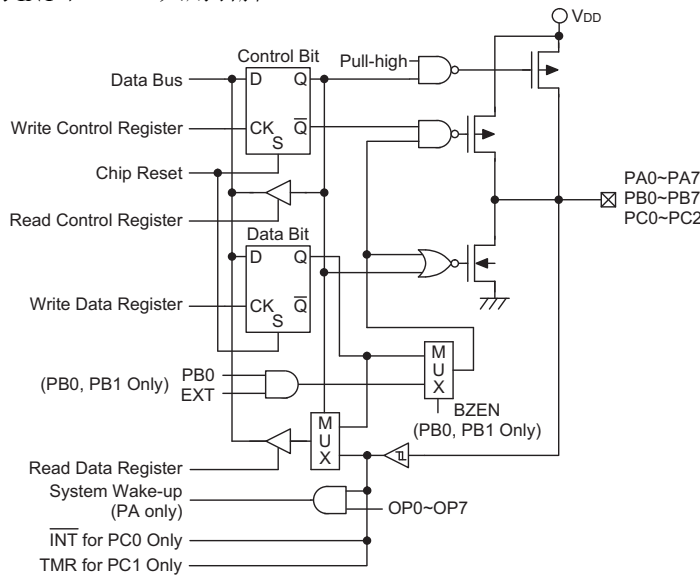 VDD
Control Bit
Pull-high
Data Bus
D Q
Write Control Register
CK Q
S
Chip Reset
PA0~PA7
PB0~PB7
PC0~PC2
Read Control Register
Data Bit
D Q
Write Data Register
CK Q
S
M
U
X
(PB0, PB1 Only)
PB0
EXT
BZEN
(PB0, PB1 Only)
M
U
X
Read Data Register
System Wake-up
(PA only)
OP0~OP7
INT for PC0 Only
TMR for PC1 Only